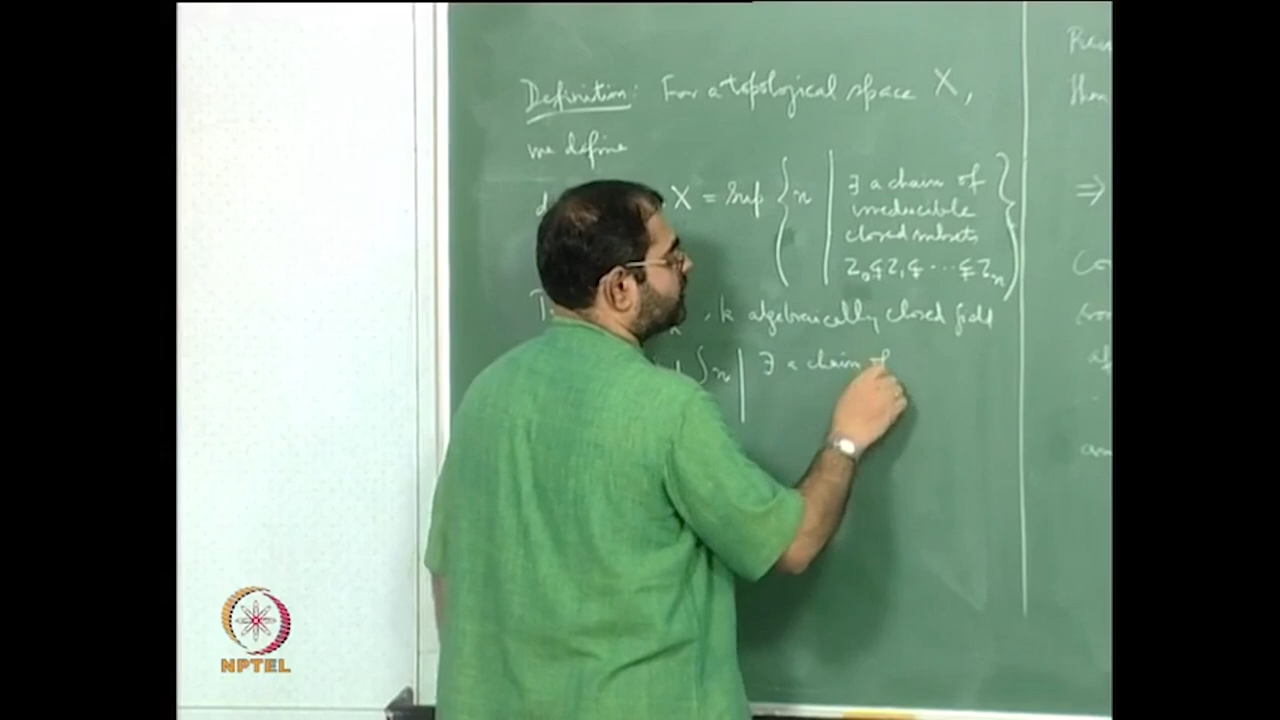 Definition: For a topological space X,
we define
X = Sup { n | ∃ a chain of
irreducible
closed subsets
Z₀ ⊊ Z₁ ⊊ ⋯ ⊊ Zₙ }
, k algebraically closed field
{ n | ∃ a chain of
⇒
NPTEL